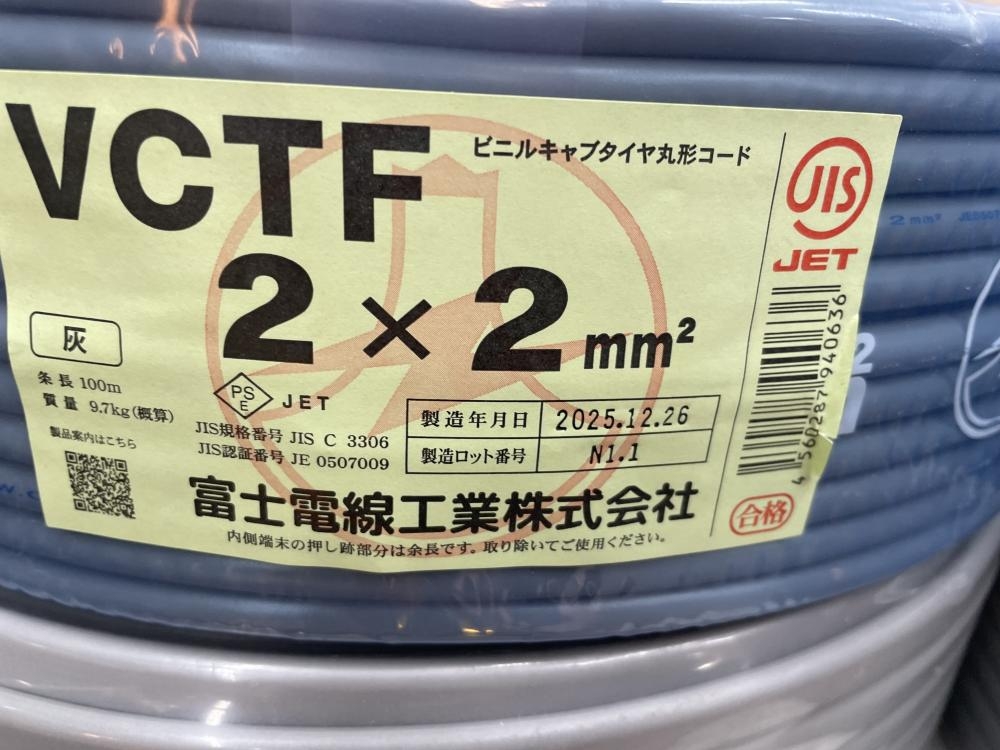 VCTF
ビニルキャブタイヤ丸形コード
2×2mm²
灰
条長 100m
質量 9.7kg(概算)
製品案内はこちら
PS
E
JET
JIS規格番号 JIS C 3306
JIS認証番号 JE 0507009
製造年月日 2025.12.26
製造ロット番号 N1.1
富士電線工業株式会社
内側端末の押し跡部分は余長です。取り除いてご使用ください。
JIS
JET
4560287940636
合格
2mm²